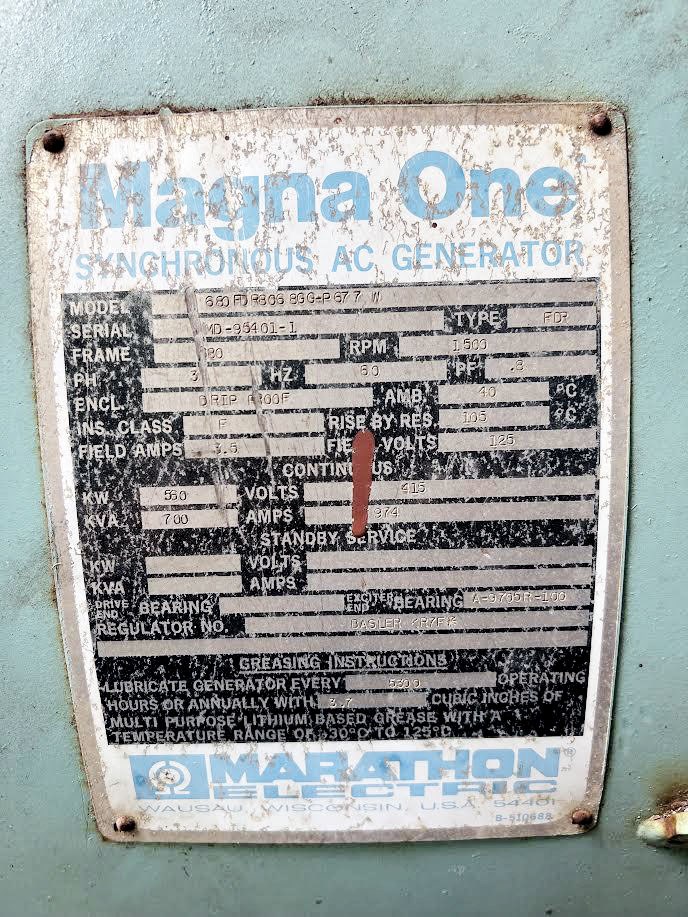 Magna One
SYNCHRONOUS AC GENERATOR
MODEL
SERIAL MD-95401-1 TYPE FDR
FRAME RPM 1500
PH 3 HZ 60 PF .8
ENCL. DRIP PROOF AMB. 40 °C
INS. CLASS F RISE BY RES. 105 °C
FIELD AMPS 3.5 FIELD VOLTS 125
CONTINUOUS
KW 560 VOLTS 415
KVA 700 AMPS 974
STANDBY SERVICE
KW VOLTS
KVA AMPS
DRIVE END BEARING EXCITER END BEARING
REGULATOR NO. BASLER
GREASING INSTRUCTIONS
LUBRICATE GENERATOR EVERY OPERATING
HOURS OR ANNUALLY WITH 3.7 CUBIC INCHES OF
MULTI PURPOSE LITHIUM BASED GREASE WITH A
TEMPERATURE RANGE OF -30°C TO 125°C
MARATHON®
ELECTRIC
WAUSAU, WISCONSIN, U.S.A. 54401
B-510688